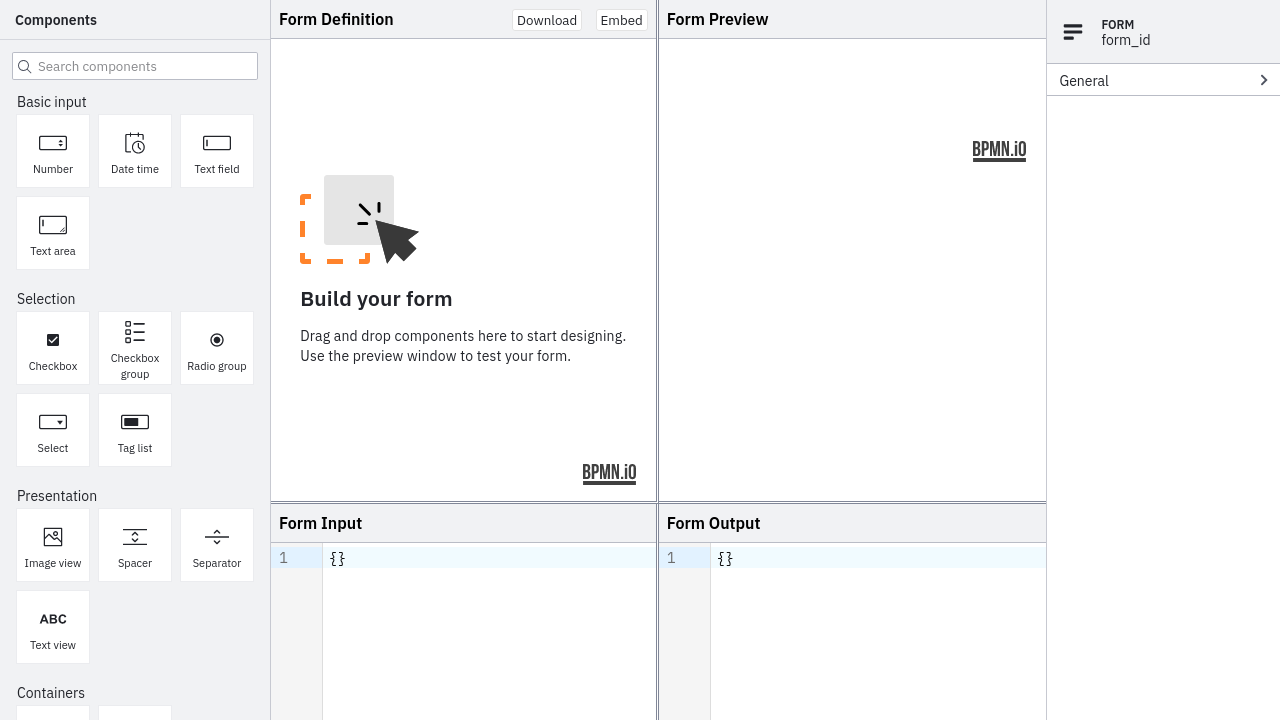 Components
Search components
Basic input
Number
Date time
Text field
Text area
Selection
Checkbox
Checkbox
group
Radio group
Select
Tag list
Presentation
Image view
Spacer
Separator
ABC
Text view
Containers
Form Definition
Download
Embed
Build your form
Drag and drop components here to start designing.
Use the preview window to test your form.
BPMN.iO
Form Preview
BPMN.iO
Form Input
1
{}
Form Output
1
{}
FORM
form_id
General